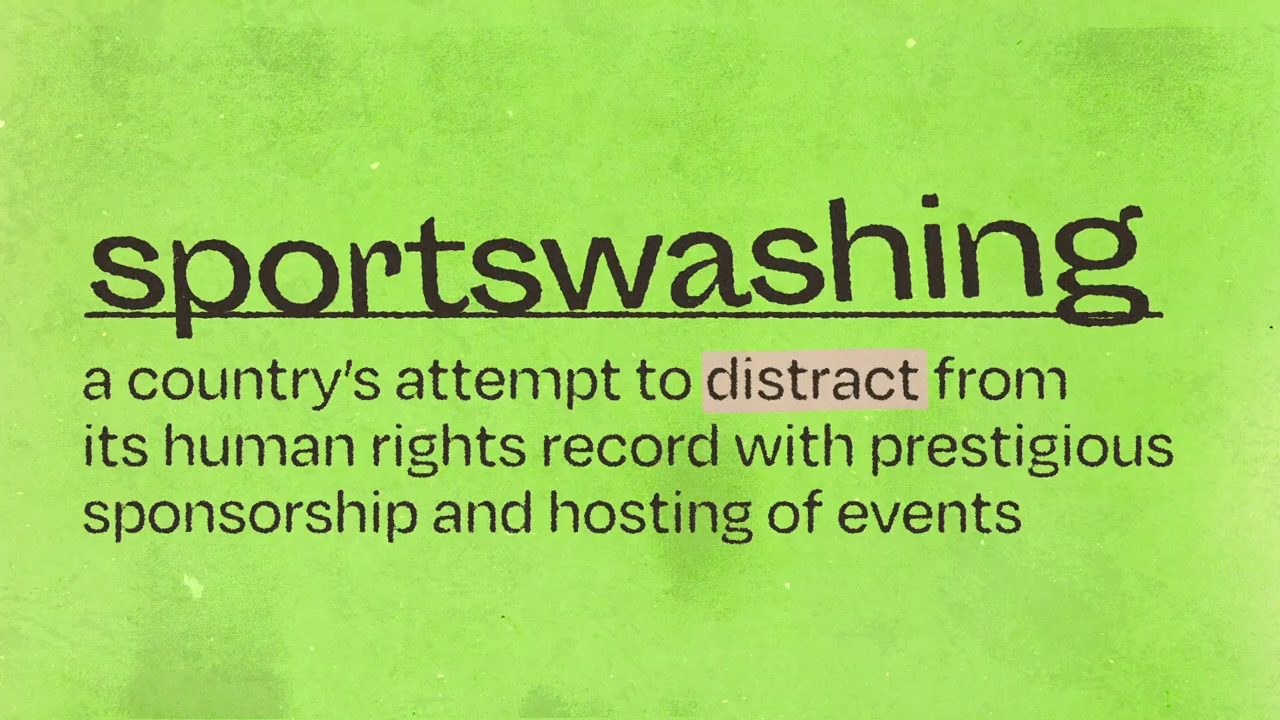 sportswashing
a country's attempt to distract from
its human rights record with prestigious
sponsorship and hosting of events